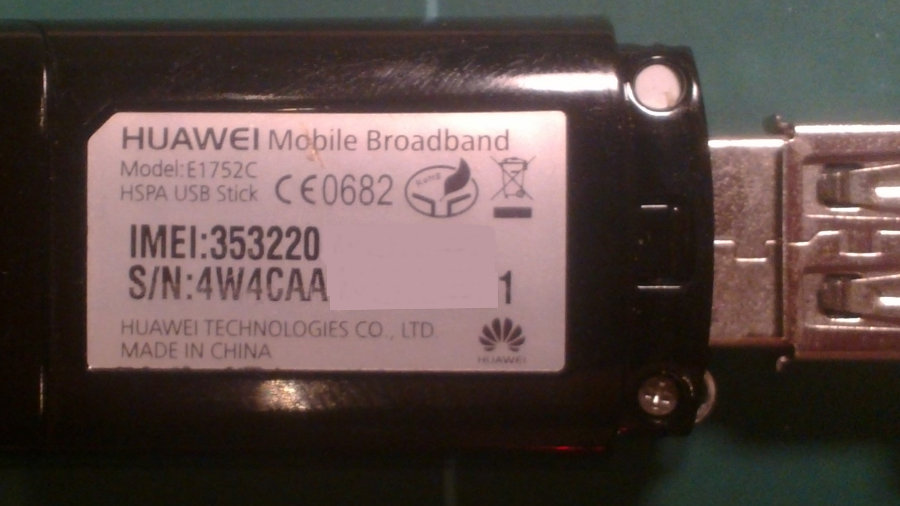 HUAWEI Mobile Broadband
Model:E1752C
HSPA USB Stick CE0682 RoHS
IMEI:353220
S/N:4W4CAA 1
HUAWEI TECHNOLOGIES CO., LTD.
MADE IN CHINA
HUAWEI